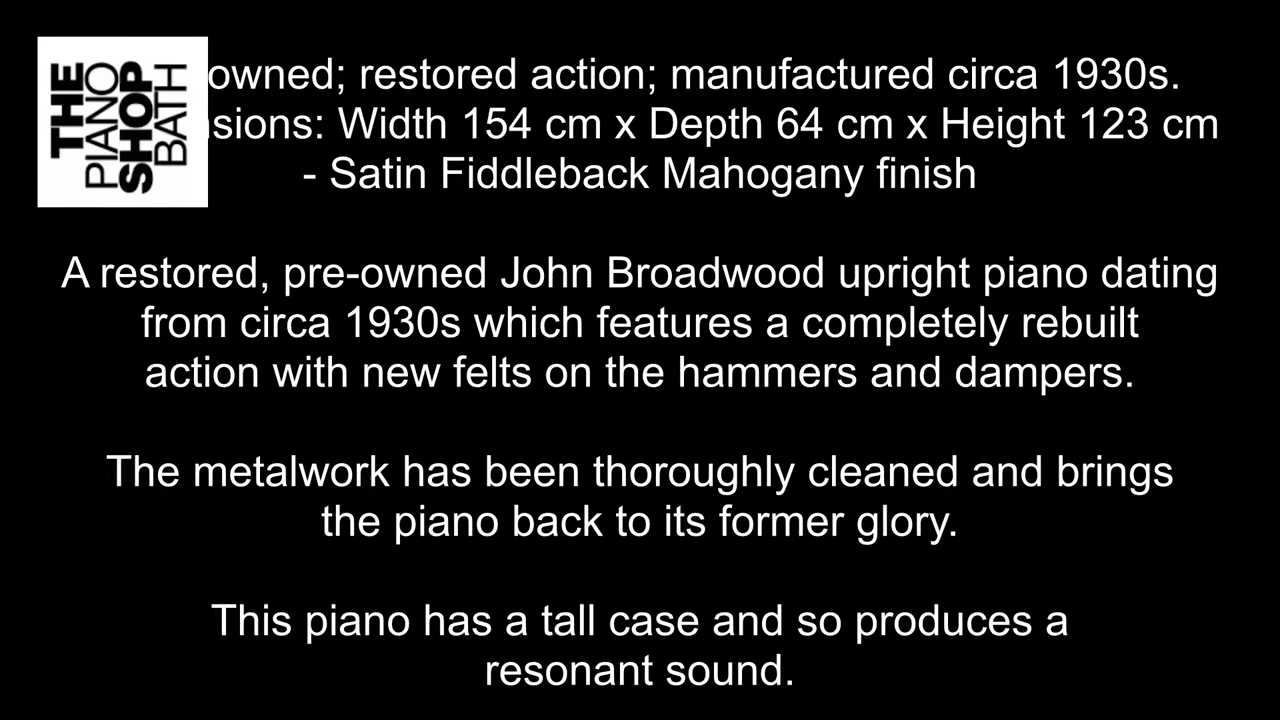 THE
PIANO
SHOP
BATH
owned; restored action; manufactured circa 1930s.
sions: Width 154 cm x Depth 64 cm x Height 123 cm
- Satin Fiddleback Mahogany finish
A restored, pre-owned John Broadwood upright piano dating
from circa 1930s which features a completely rebuilt
action with new felts on the hammers and dampers.
The metalwork has been thoroughly cleaned and brings
the piano back to its former glory.
This piano has a tall case and so produces a
resonant sound.